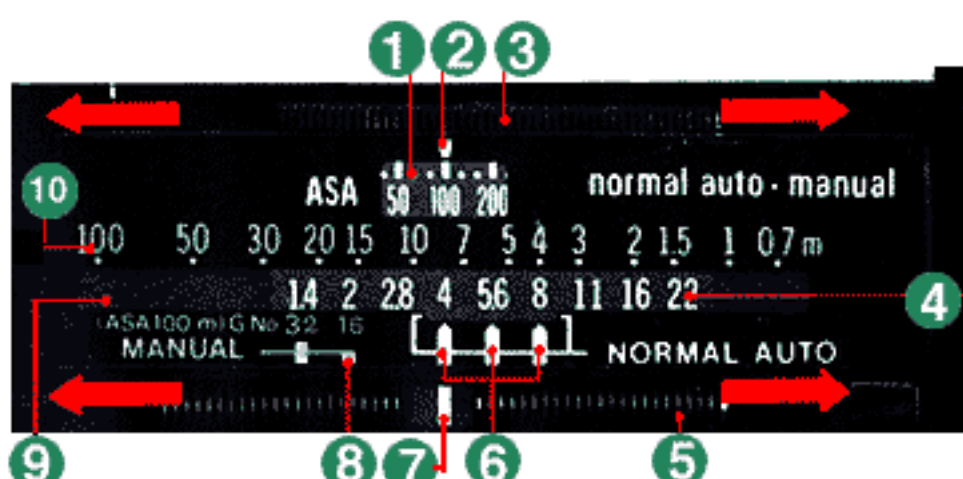 1 2 3
ASA 50 100 200 normal auto · manual
10
100 50 30 20 15 10 7 5 4 3 2 1.5 1 0.7 m
1.4 2 2.8 4 5.6 8 11 16 22 4
(ASA100 m) G No 32 16
MANUAL NORMAL AUTO
9 8 7 6 5